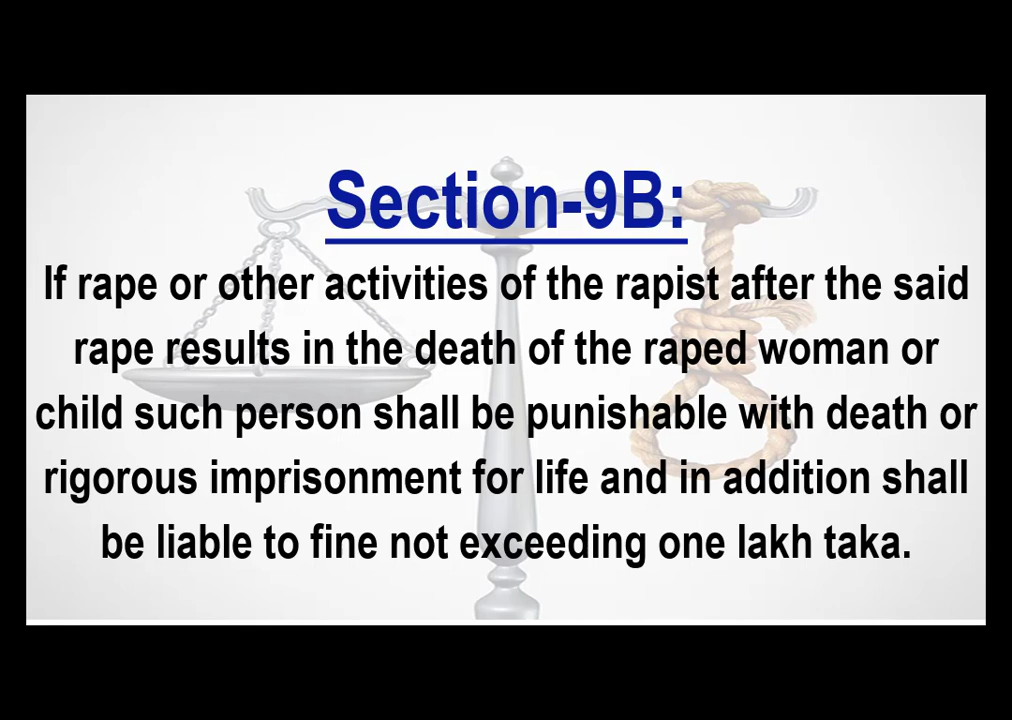 Section-9B:
If rape or other activities of the rapist after the said
rape results in the death of the raped woman or
child such person shall be punishable with death or
rigorous imprisonment for life and in addition shall
be liable to fine not exceeding one lakh taka.